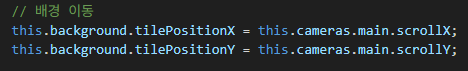 // 배경 이동
this.background.tilePositionX = this.cameras.main.scrollX;
this.background.tilePositionY = this.cameras.main.scrollY;